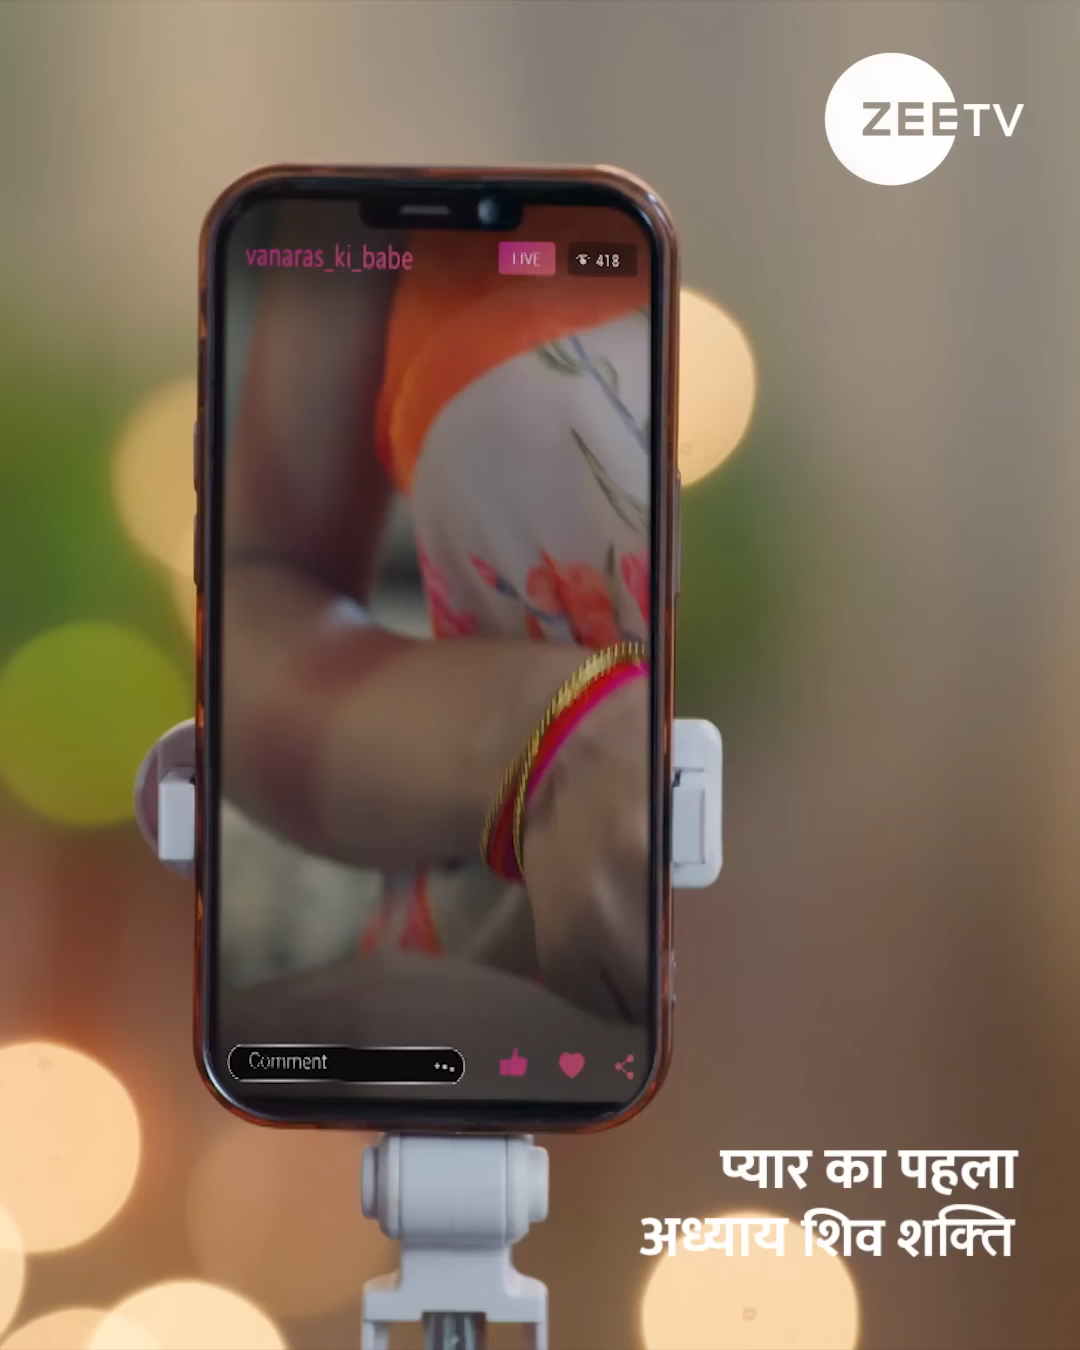 ZEETV
vanaras_ki_babe
LIVE
418
Comment
प्यार का पहला
अध्याय शिव शक्ति